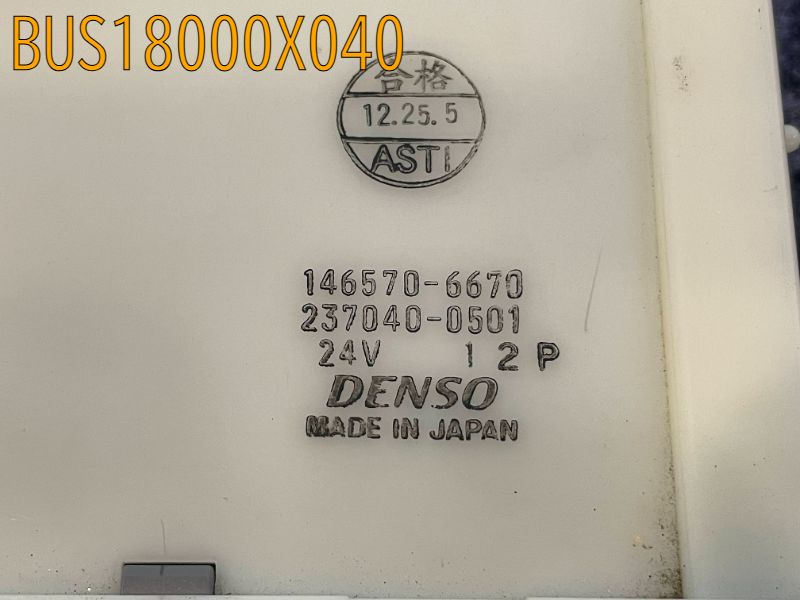 BUS18000X040
合格
12.25.5
ASTI
146570-6670
237040-0501
24V 12P
DENSO
MADE IN JAPAN